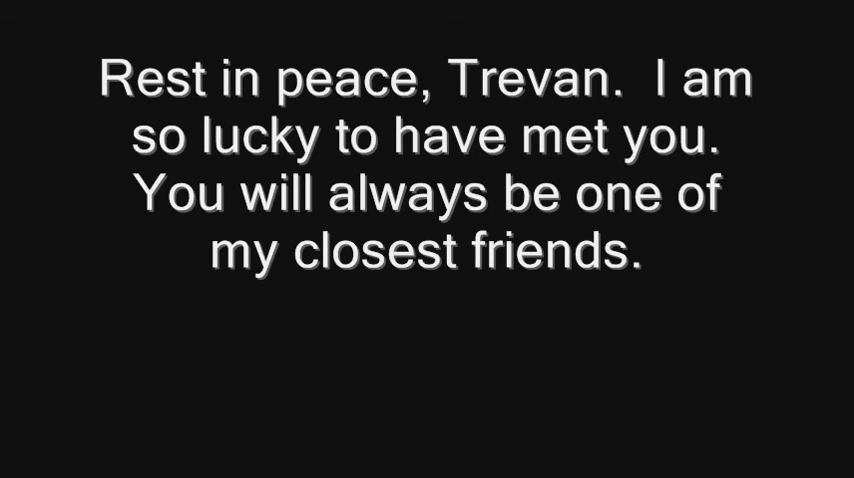 Rest in peace, Trevan.  I am
so lucky to have met you.
You will always be one of
my closest friends.